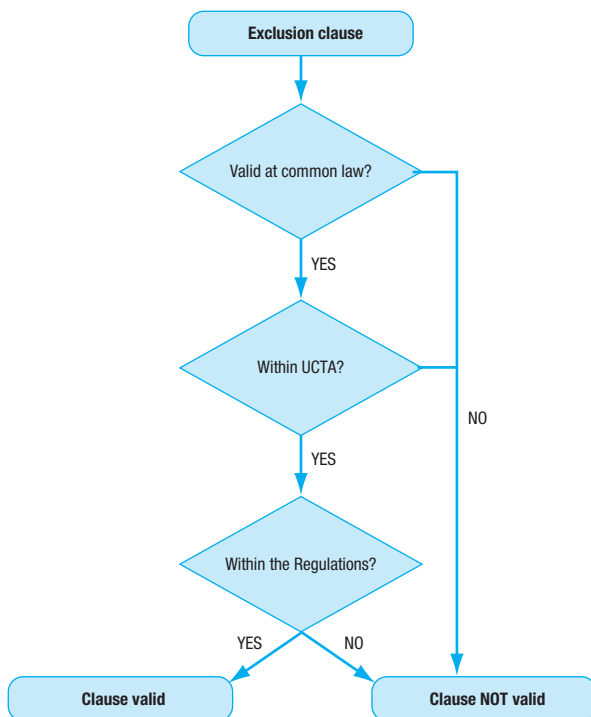 Exclusion clause
Valid at common law?
YES
Within UCTA?
NO
YES
Within the Regulations?
YES
NO
Clause valid
Clause NOT valid